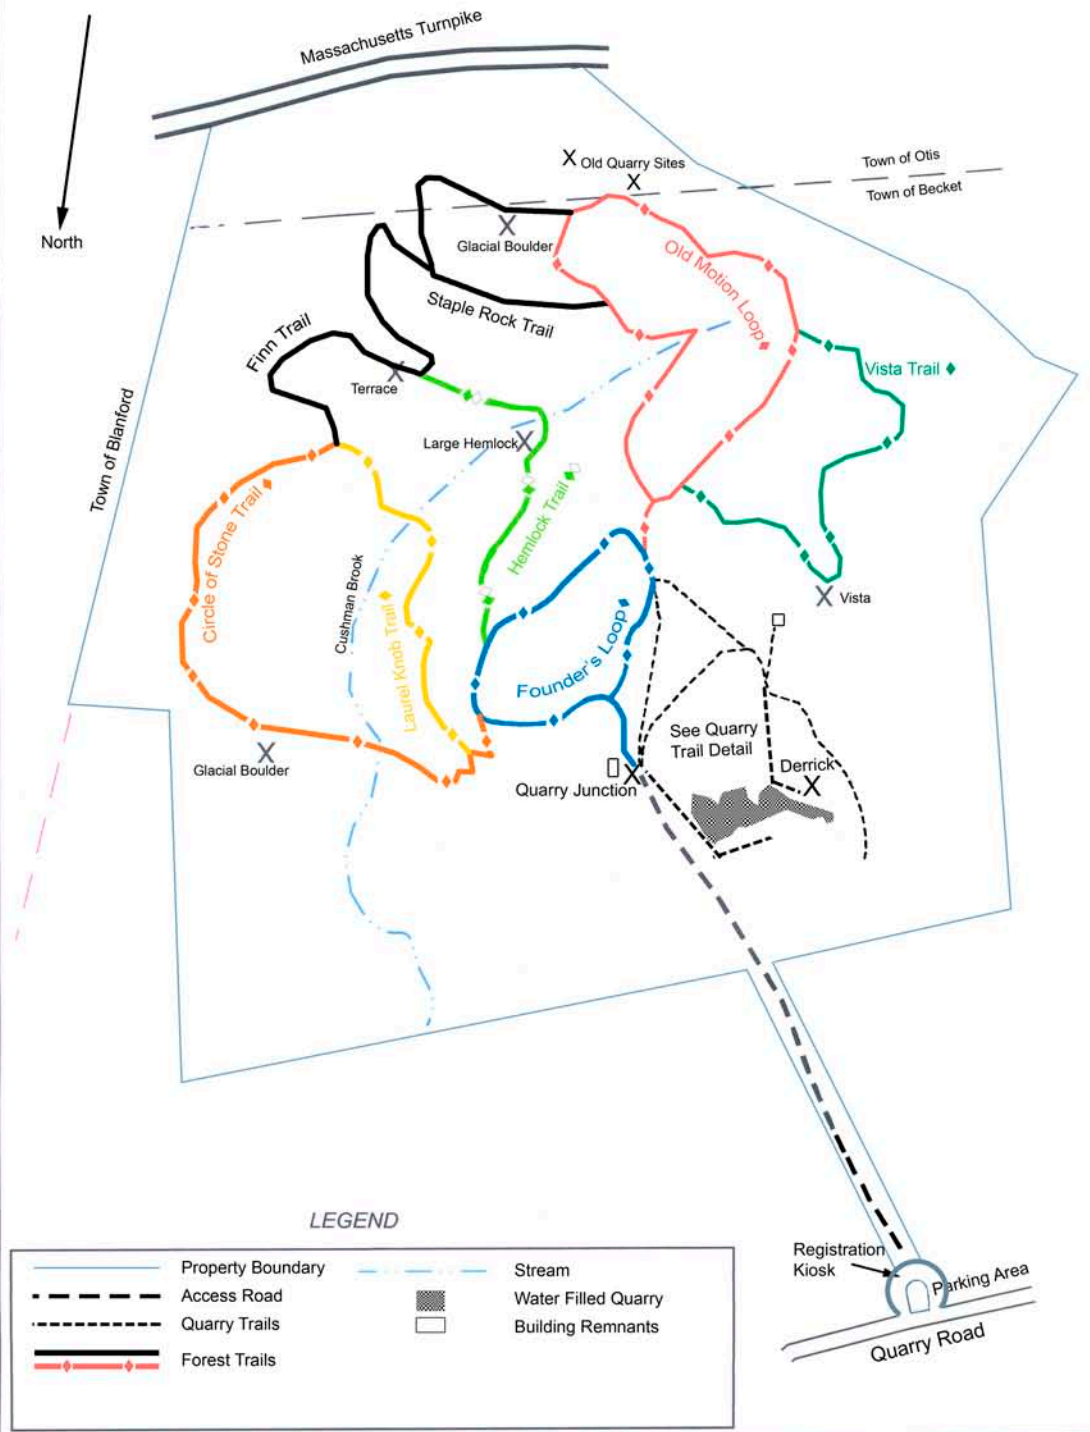 Massachusetts Turnpike
Town of Otis
Old Quarry Sites
Town of Becket
North
Glacial Boulder
Old Motion Loop
Staple Rock Trail
Finn Trail
Vista Trail
Terrace
Town of Blanford
Large Hemlock
Hemlock Trail
Circle of Stone Trail
Cushman Brook
Vista
Laurel Knob Trail
Founder's Loop
See Quarry
Trail Detail
Glacial Boulder
Derrick
Quarry Junction
LEGEND
Property Boundary
Stream
Access Road
Water Filled Quarry
Quarry Trails
Building Remnants
Forest Trails
Registration
Kiosk
Parking Area
Quarry Road